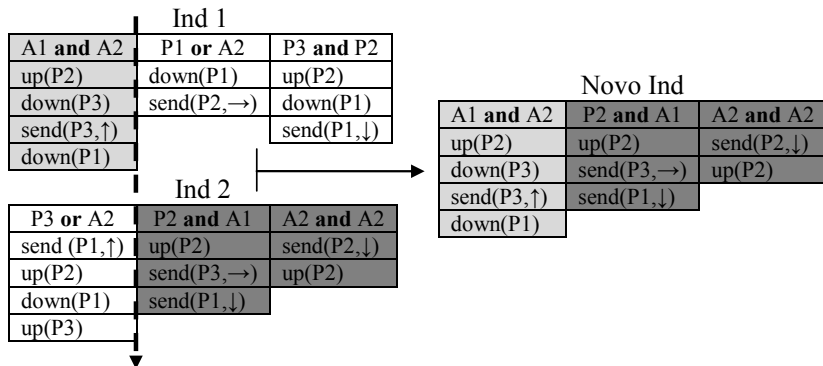 Ind 1
A1 and A2 P1 or A2 P3 and P2
up(P2) down(P1) up(P2)
down(P3) send(P2,→) down(P1)
send(P3,↑) send(P1,↓)
down(P1)
Ind 2
P3 or A2 P2 and A1 A2 and A2
send (P1,↑) up(P2) send(P2,↓)
up(P2) send(P3,→) up(P2)
down(P1) send(P1,↓)
up(P3)
Novo Ind
A1 and A2 P2 and A1 A2 and A2
up(P2) up(P2) send(P2,↓)
down(P3) send(P3,→) up(P2)
send(P3,↑) send(P1,↓)
down(P1)